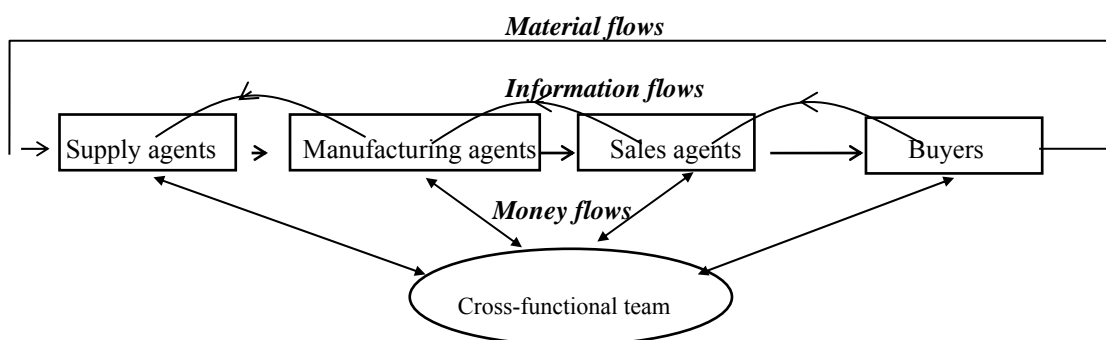 Material flows
Information flows
Supply agents
Manufacturing agents
Sales agents
Buyers
Money flows
Cross-functional team